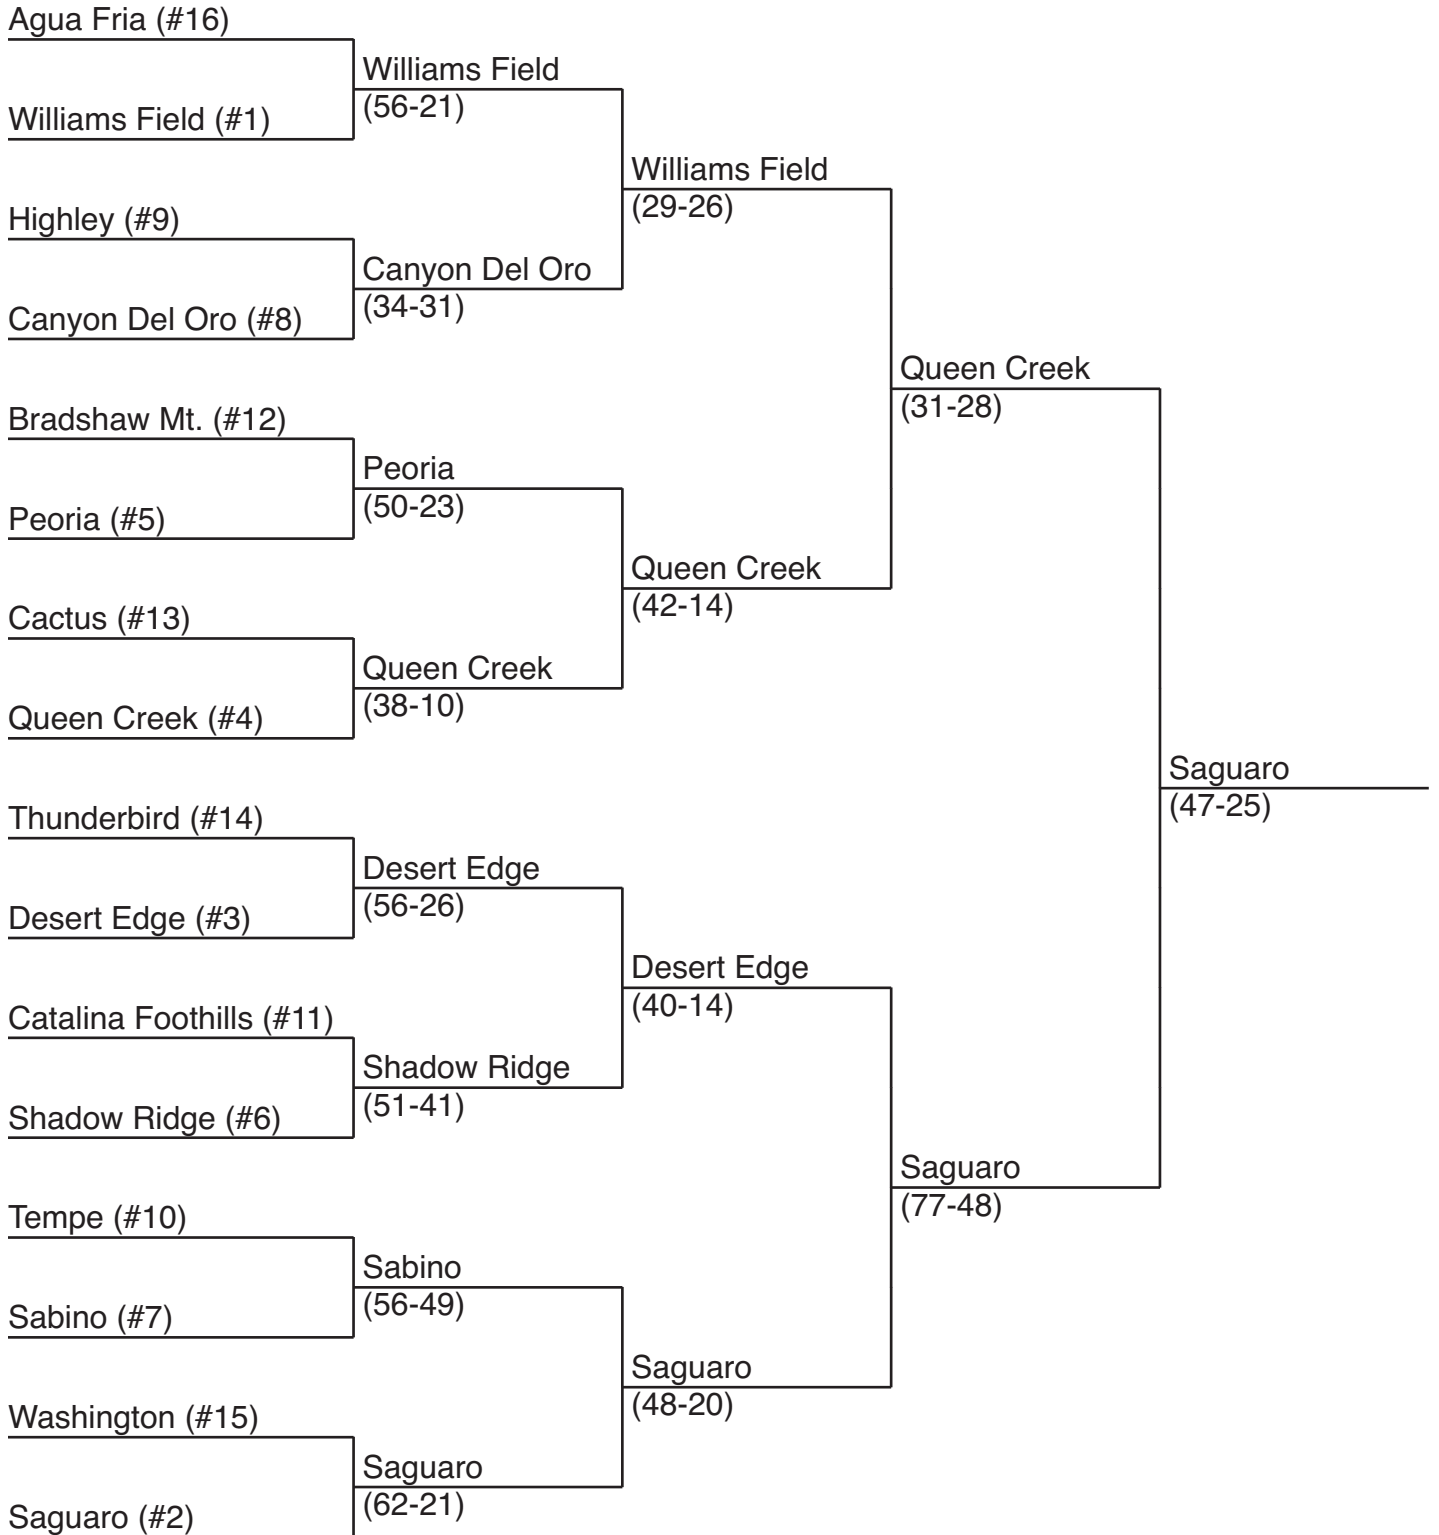 Agua Fria (#16)
Williams Field (#1)
Highley (#9)
Canyon Del Oro (#8)
Bradshaw Mt. (#12)
Peoria (#5)
Cactus (#13)
Queen Creek (#4)
Thunderbird (#14)
Desert Edge (#3)
Catalina Foothills (#11)
Shadow Ridge (#6)
Tempe (#10)
Sabino (#7)
Washington (#15)
Saguaro (#2)
Williams Field
(56-21)
Canyon Del Oro
(34-31)
Peoria
(50-23)
Queen Creek
(38-10)
Desert Edge
(56-26)
Shadow Ridge
(51-41)
Sabino
(56-49)
Saguaro
(62-21)
Williams Field
(29-26)
Queen Creek
(42-14)
Desert Edge
(40-14)
Saguaro
(48-20)
Queen Creek
(31-28)
Saguaro
(77-48)
Saguaro
(47-25)